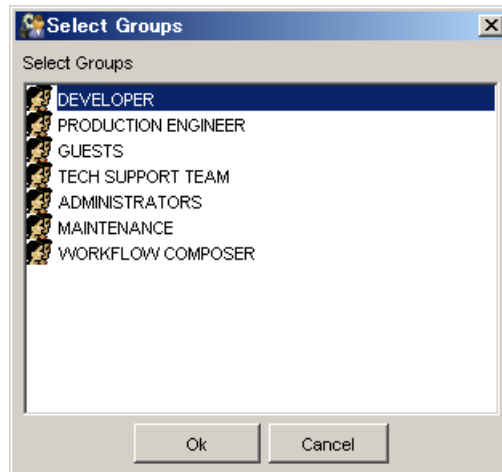 Select Groups
Select Groups
DEVELOPER
PRODUCTION ENGINEER
GUESTS
TECH SUPPORT TEAM
ADMINISTRATORS
MAINTENANCE
WORKFLOW COMPOSER
Ok Cancel